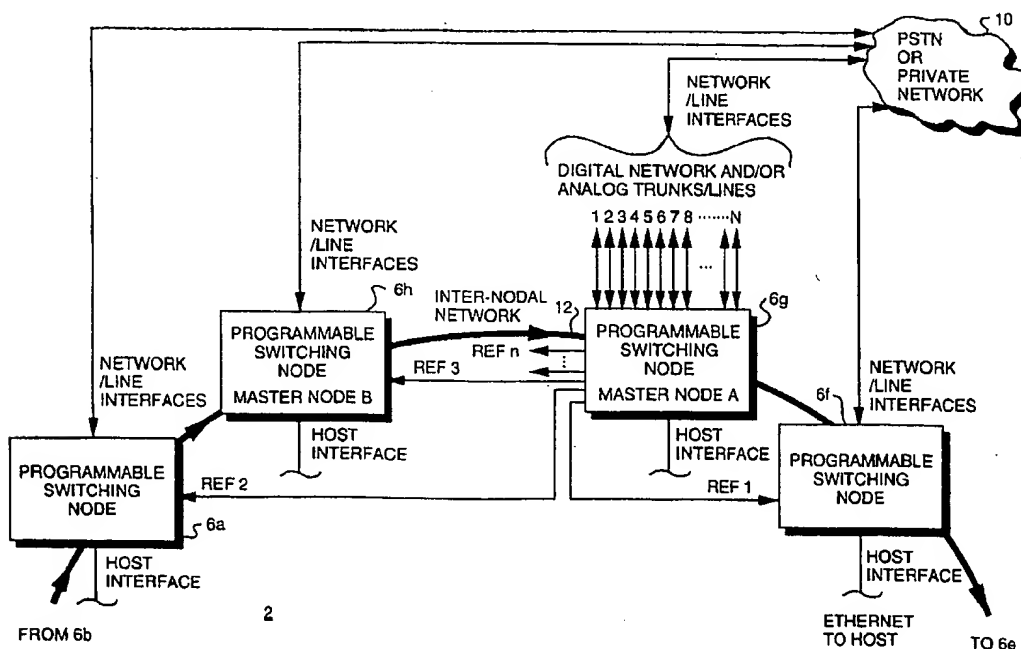 10
PSTN
OR
PRIVATE
NETWORK
NETWORK
/LINE
INTERFACES
DIGITAL NETWORK AND/OR
ANALOG TRUNKS/LINES
1 2 3 4 5 6 7 8 ....... N
...
NETWORK
/LINE
INTERFACES
6h
INTER-NODAL
NETWORK
12
6g
PROGRAMMABLE
SWITCHING
NODE
MASTER NODE B
REF n
REF 3
PROGRAMMABLE
SWITCHING
NODE
MASTER NODE A
NETWORK
/LINE
INTERFACES
NETWORK
/LINE
INTERFACES
6f
HOST
INTERFACE
HOST
INTERFACE
PROGRAMMABLE
SWITCHING
NODE
REF 2
REF 1
PROGRAMMABLE
SWITCHING
NODE
6a
HOST
INTERFACE
HOST
INTERFACE
FROM 6b
2
ETHERNET
TO HOST
TO 6e